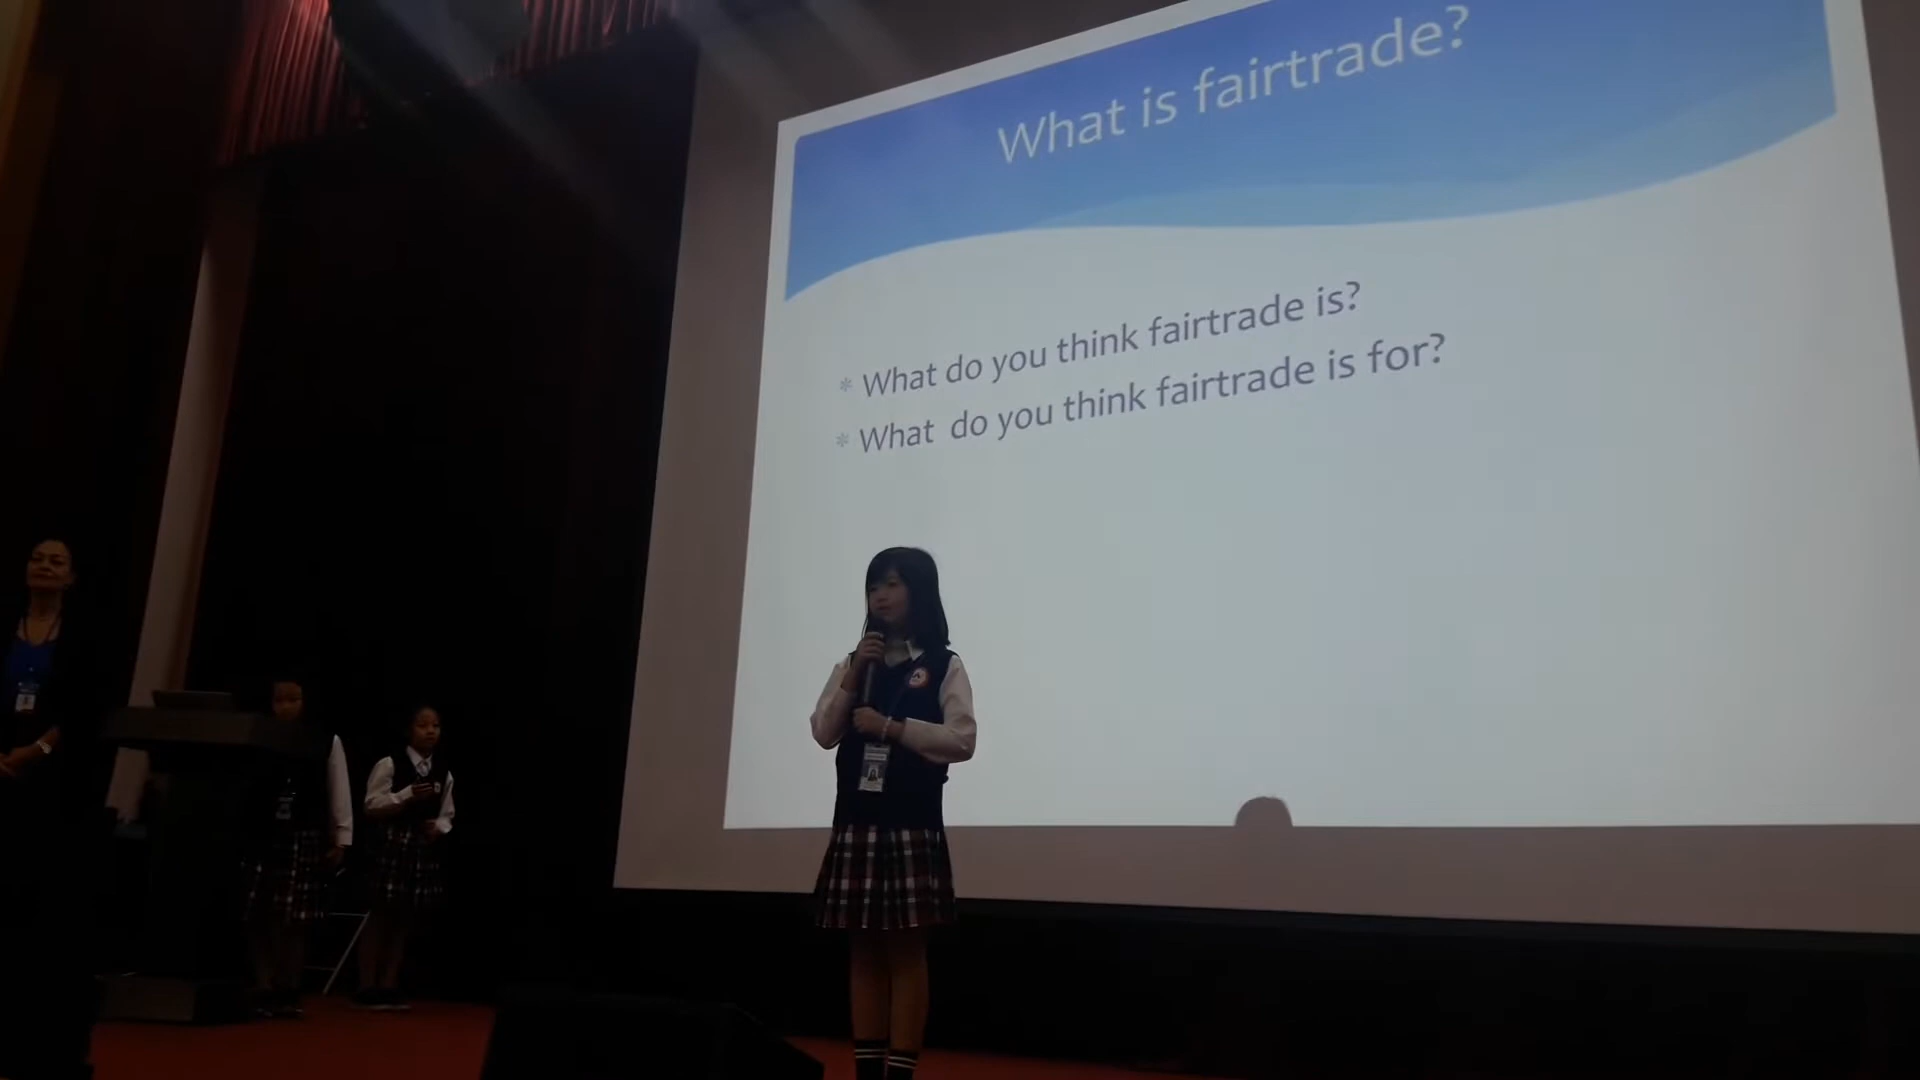 What is fairtrade?
* What do you think fairtrade is?
* What do you think fairtrade is for?